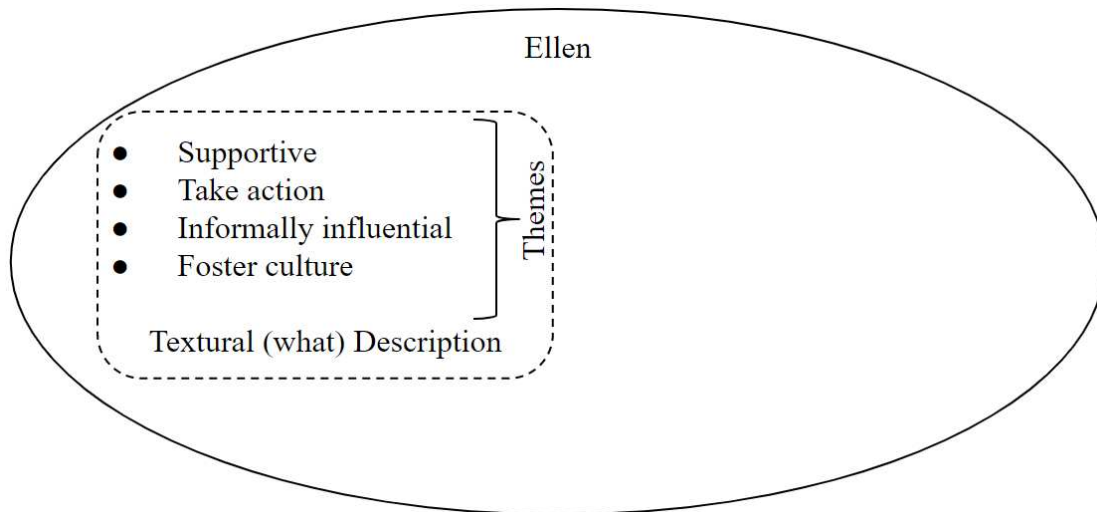 Ellen
● Supportive
● Take action
● Informally influential
● Foster culture
Themes
Textural (what) Description